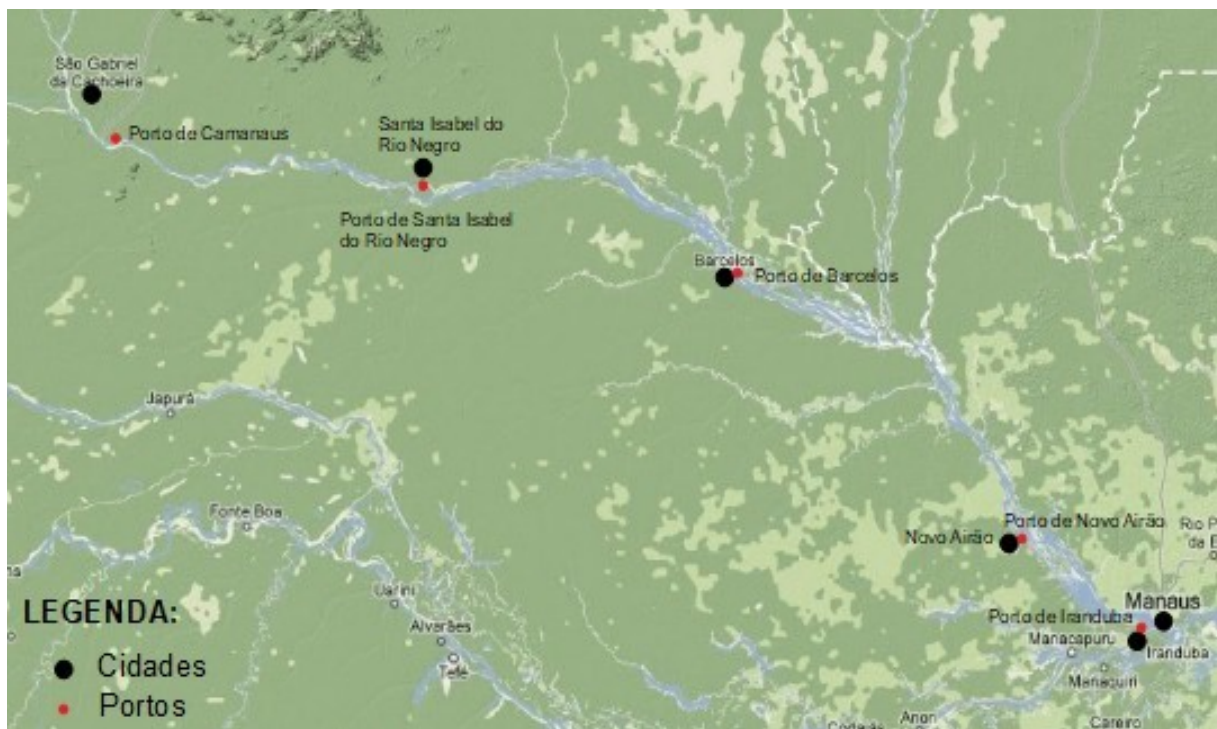 São Gabriel
da Cachoeira
Porto de Camanaus
Santa Isabel do
Rio Negro
Porto de Santa Isabel
do Rio Negro
Barcelos
Porto de Barcelos
Japurá
Fonte Boa
Porto de Novo Airão
Novo Airão
Rio P
da E
ns
Uarini
LEGENDA:
Manaus
Porto de Iranduba
Alvarães
Manacapuru
Iranduba
Cidades
Tefé
Manaquiri
Portos
Anori
Codajás
Careiro